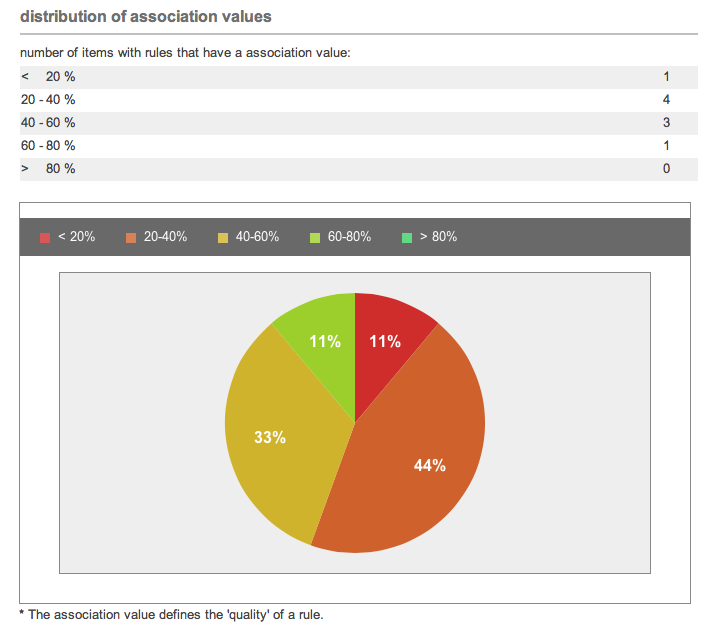 distribution of association values
number of items with rules that have a association value:
< 20 % 1
20 - 40 % 4
40 - 60 % 3
60 - 80 % 1
> 80 % 0
< 20% 20-40% 40-60% 60-80% > 80%
11% 11%
33%
44%
* The association value defines the 'quality' of a rule.